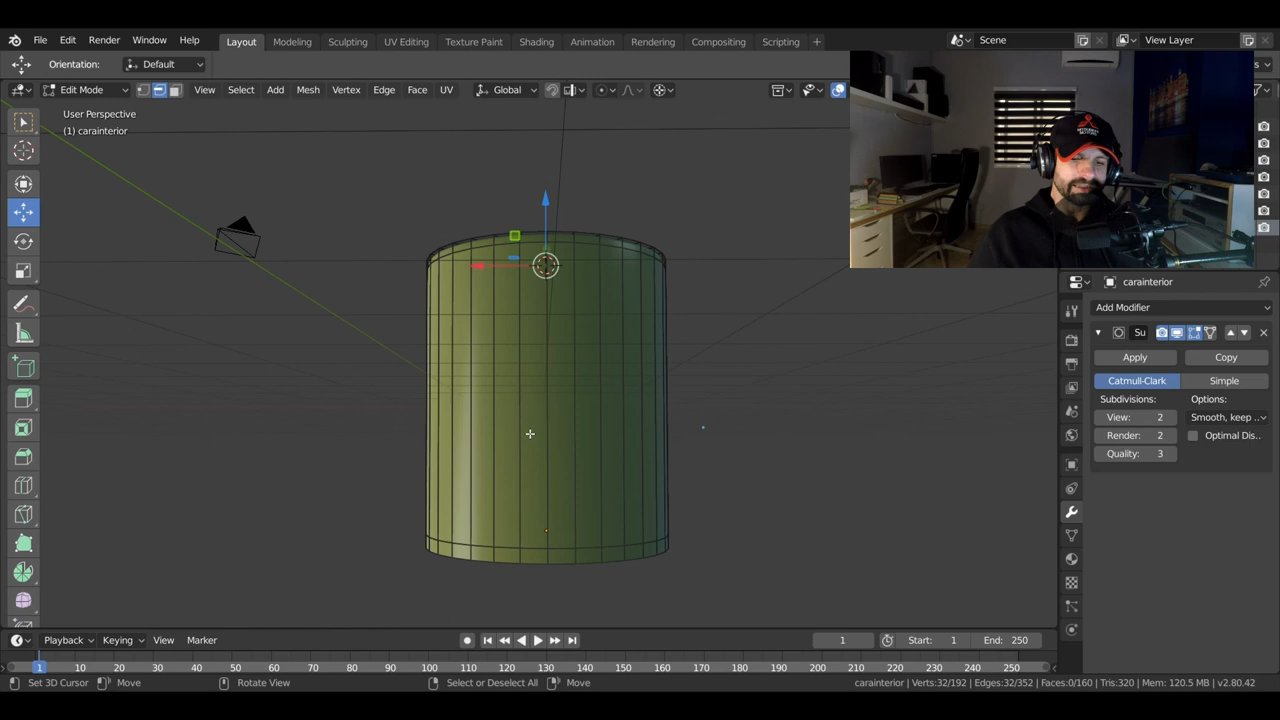 File Edit Render Window Help Layout Modeling Sculpting UV Editing Texture Paint Shading Animation Rendering Compositing Scripting + Scene View Layer
Orientation: Default
Edit Mode View Select Add Mesh Vertex Edge Face UV Global
User Perspective
(1) carainterior
carainterior
Add Modifier
Su
Apply Copy
Catmull-Clark Simple
Subdivisions: Options:
View: 2 Smooth, keep ..
Render: 2 Optimal Dis..
Quality: 3
Playback Keying View Marker 1 Start: 1 End: 250
1 10 20 30 40 50 60 70 80 90 100 110 120 130 140 150 160 170 180 190 200 210 220 230 240 250
Set 3D Cursor Move Rotate View Select or Deselect All Move carainterior | Verts:32/192 | Edges:32/352 | Faces:0/160 | Tris:320 | Mem: 120.5 MB | v2.80.42